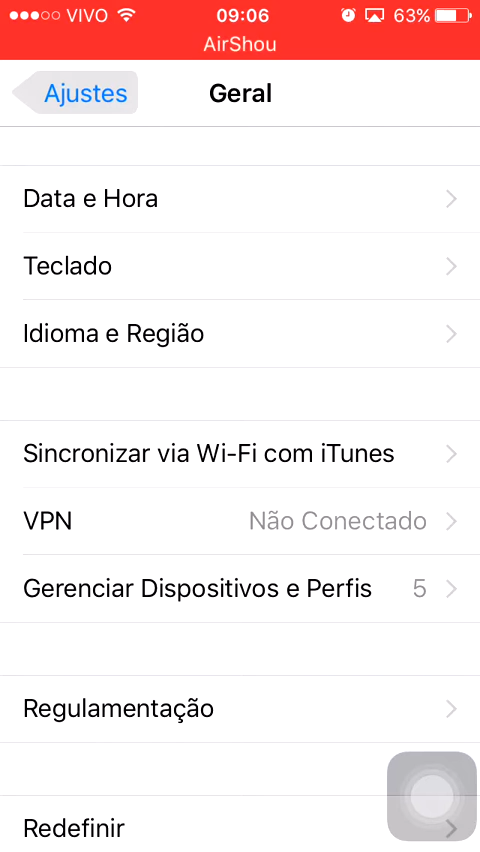 VIVO 09:06 63%
AirShou
Ajustes Geral
Data e Hora
Teclado
Idioma e Região
Sincronizar via Wi-Fi com iTunes
VPN Não Conectado
Gerenciar Dispositivos e Perfis 5
Regulamentação
Redefinir